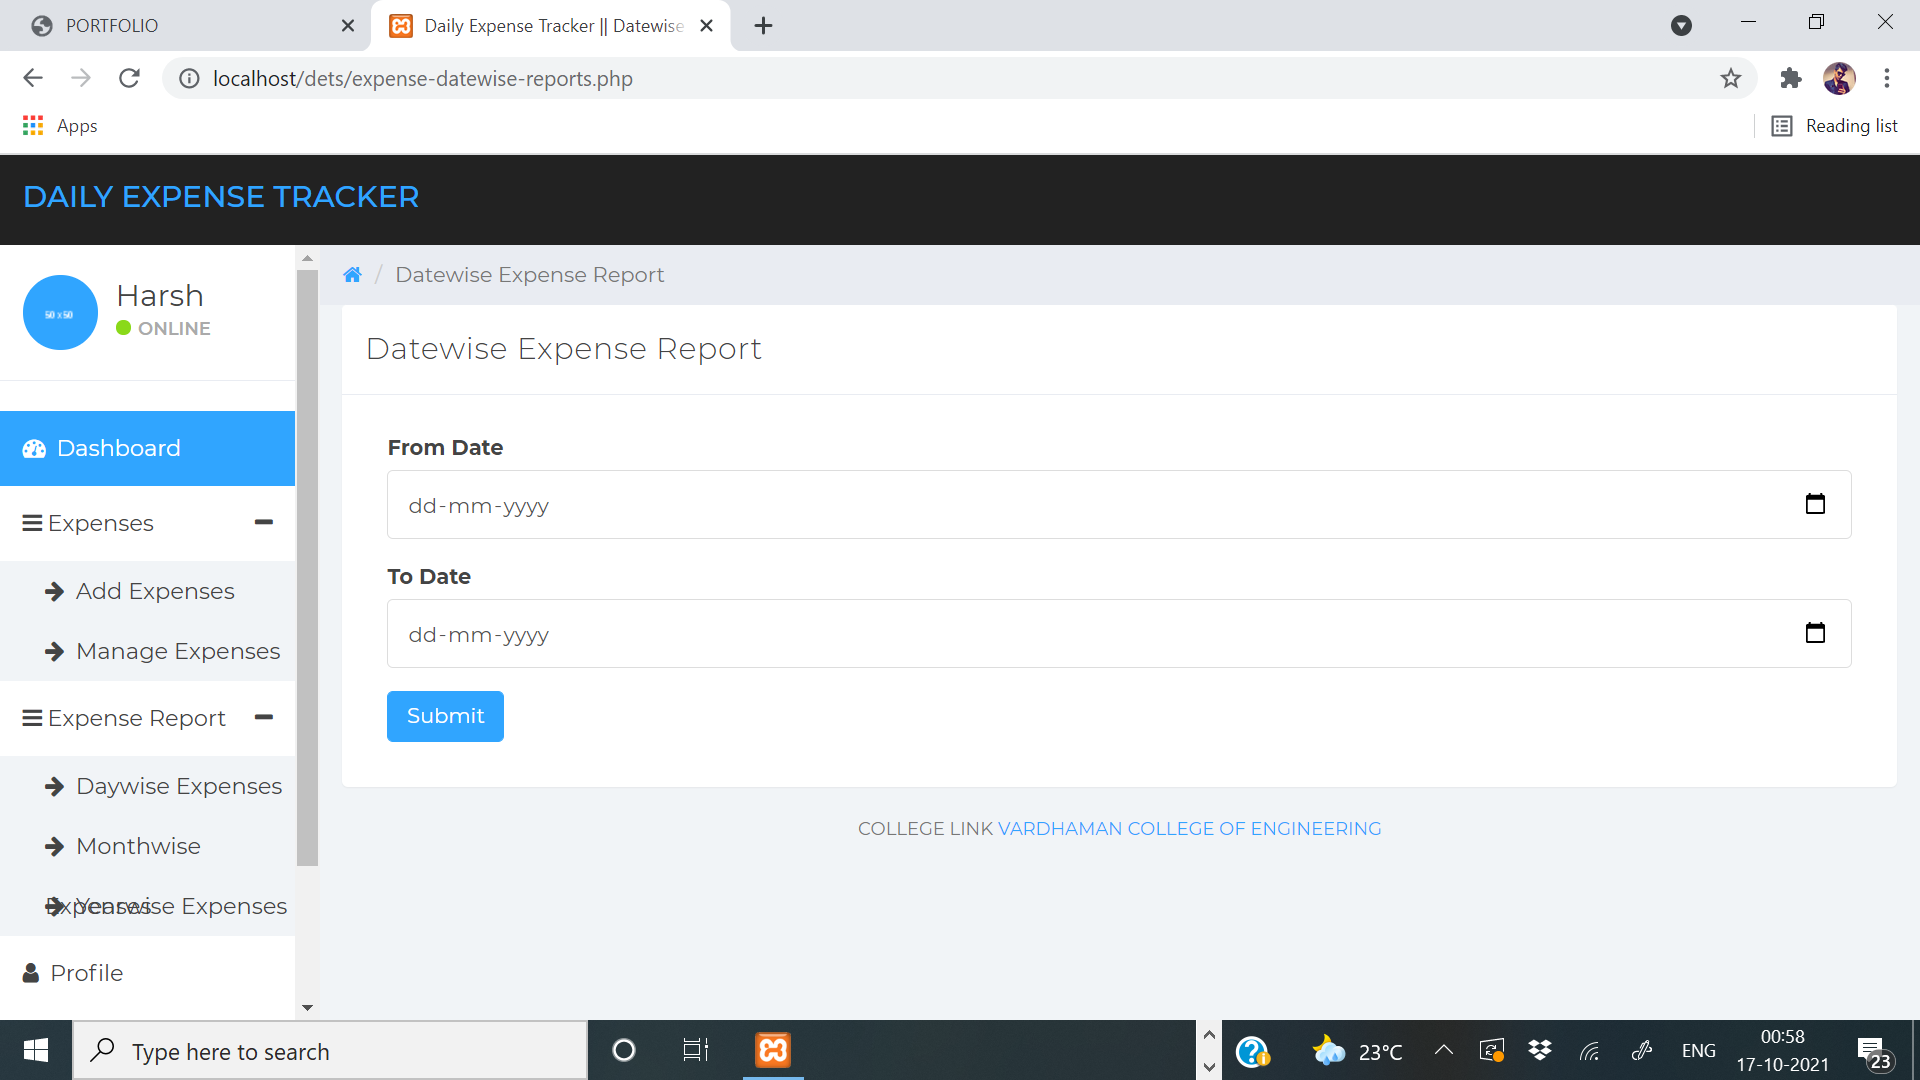 PORTFOLIO
Daily Expense Tracker || Datewise
localhost/dets/expense-datewise-reports.php
Apps
Reading list
DAILY EXPENSE TRACKER
50 x 50
Harsh
ONLINE
Dashboard
Expenses
Add Expenses
Manage Expenses
Expense Report
Daywise Expenses
Monthwise
Expenses
Yearwise Expenses
Profile
/ Datewise Expense Report
Datewise Expense Report
From Date
dd-mm-yyyy
To Date
dd-mm-yyyy
Submit
COLLEGE LINK VARDHAMAN COLLEGE OF ENGINEERING
Type here to search
23°C
ENG
00:58
17-10-2021
23